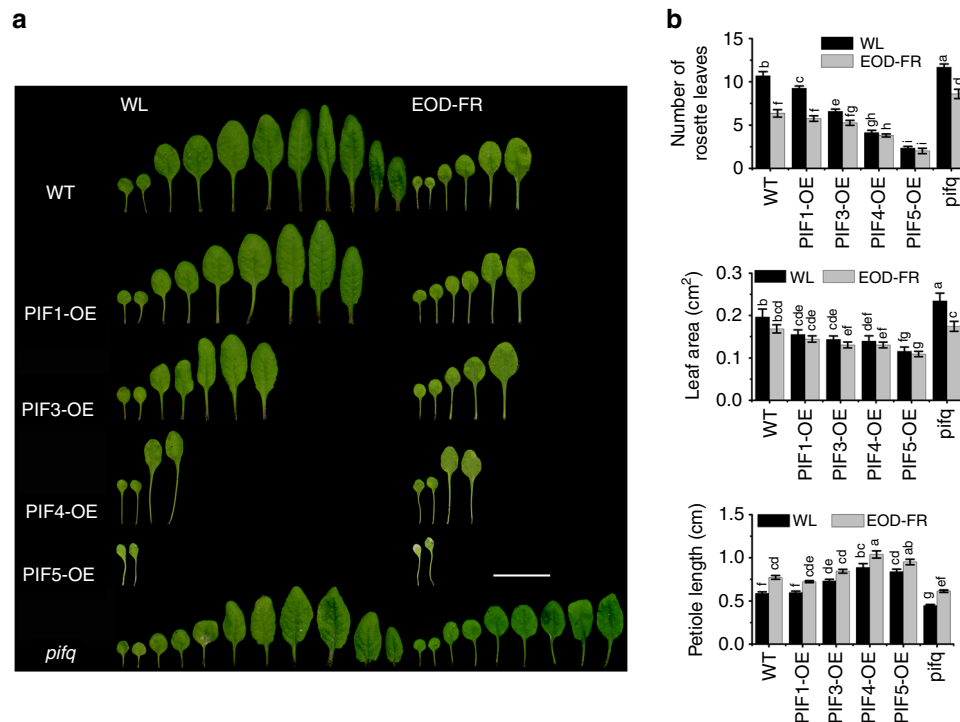 a
WL
EOD-FR
WT
PIF1-OE
PIF3-OE
PIF4-OE
PIF5-OE
pifq
b
Number of
rosette leaves
15
10
5
0
WL
EOD-FR
b
f
c
f
e
fg
gh
h
i
i
a
d
WT
PIF1-OE
PIF3-OE
PIF4-OE
PIF5-OE
pifq
Leaf area (cm²)
0.3
0.2
0.1
0.0
WL
EOD-FR
b
bcd
cde
cde
cde
ef
def
ef
fg
g
a
c
WT
PIF1-OE
PIF3-OE
PIF4-OE
PIF5-OE
pifq
Petiole length (cm)
1.5
1.0
0.5
0.0
WL
EOD-FR
f
cd
f
cde
de
cd
bc
a
cd
ab
g
ef
WT
PIF1-OE
PIF3-OE
PIF4-OE
PIF5-OE
pifq